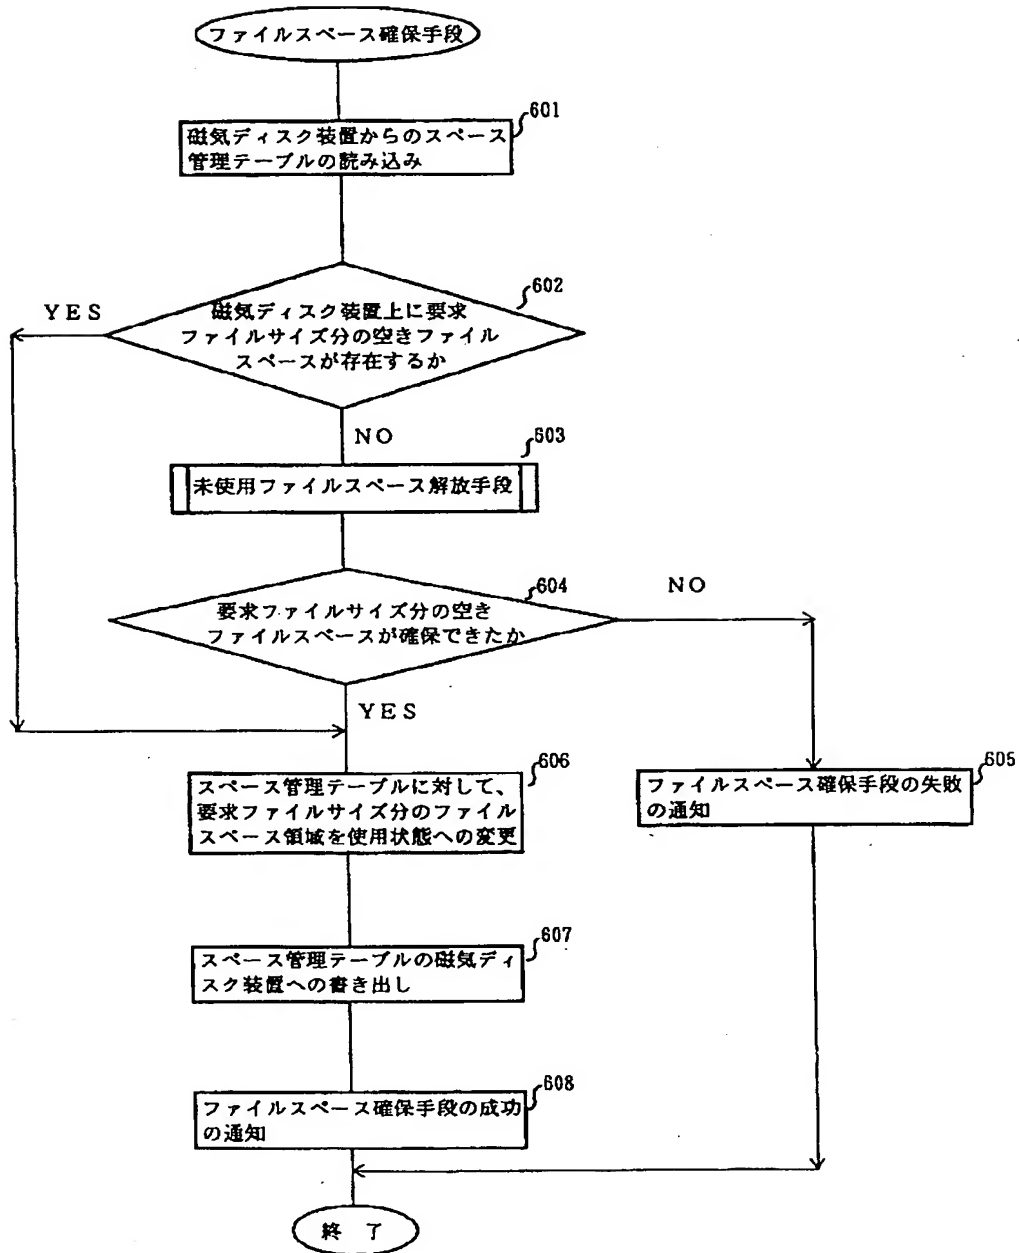 ファイルスペース確保手段
601
磁気ディスク装置からのスペース
管理テーブルの読み込み
602
YES
磁気ディスク装置上に要求
ファイルサイズ分の空きファイル
スペースが存在するか
NO
603
未使用ファイルスペース解放手段
604
NO
要求ファイルサイズ分の空き
ファイルスペースが確保できたか
YES
606
スペース管理テーブルに対して、
要求ファイルサイズ分のファイル
スペース領域を使用状態への変更
605
ファイルスペース確保手段の失敗
の通知
607
スペース管理テーブルの磁気ディ
スク装置への書き出し
608
ファイルスペース確保手段の成功
の通知
終 了